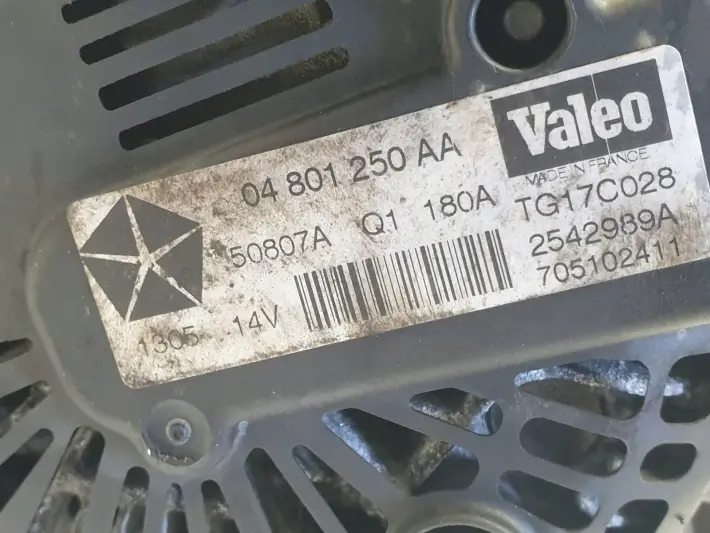 Valeo
MADE IN FRANCE
04 801 250 AA
50807A Q1 180A TG17C028
2542989A
1305 14V 705102411